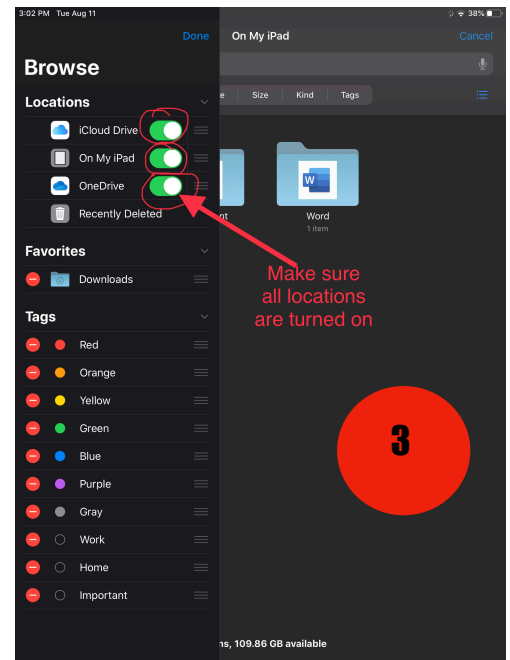 3:02 PM Tue Aug 11
38%
Done
On My iPad
Cancel
Browse
Size
Kind
Tags
Locations
iCloud Drive
On My iPad
OneDrive
Recently Deleted
W
Word
1 item
Favorites
Downloads
Make sure
all locations
are turned on
Tags
Red
Orange
Yellow
Green
Blue
Purple
Gray
Work
Home
Important
3
109.86 GB available